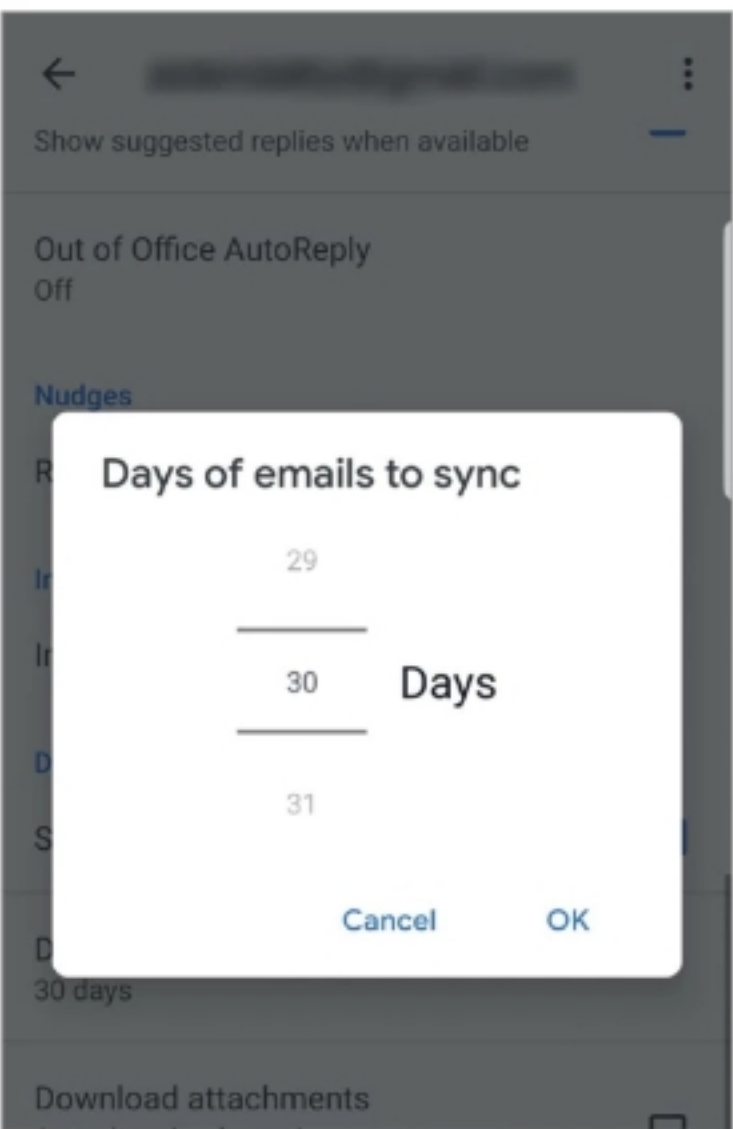 Show suggested replies when available
Out of Office AutoReply
Off
Nudges
Days of emails to sync
29
30 Days
31
Cancel OK
30 days
Download attachments